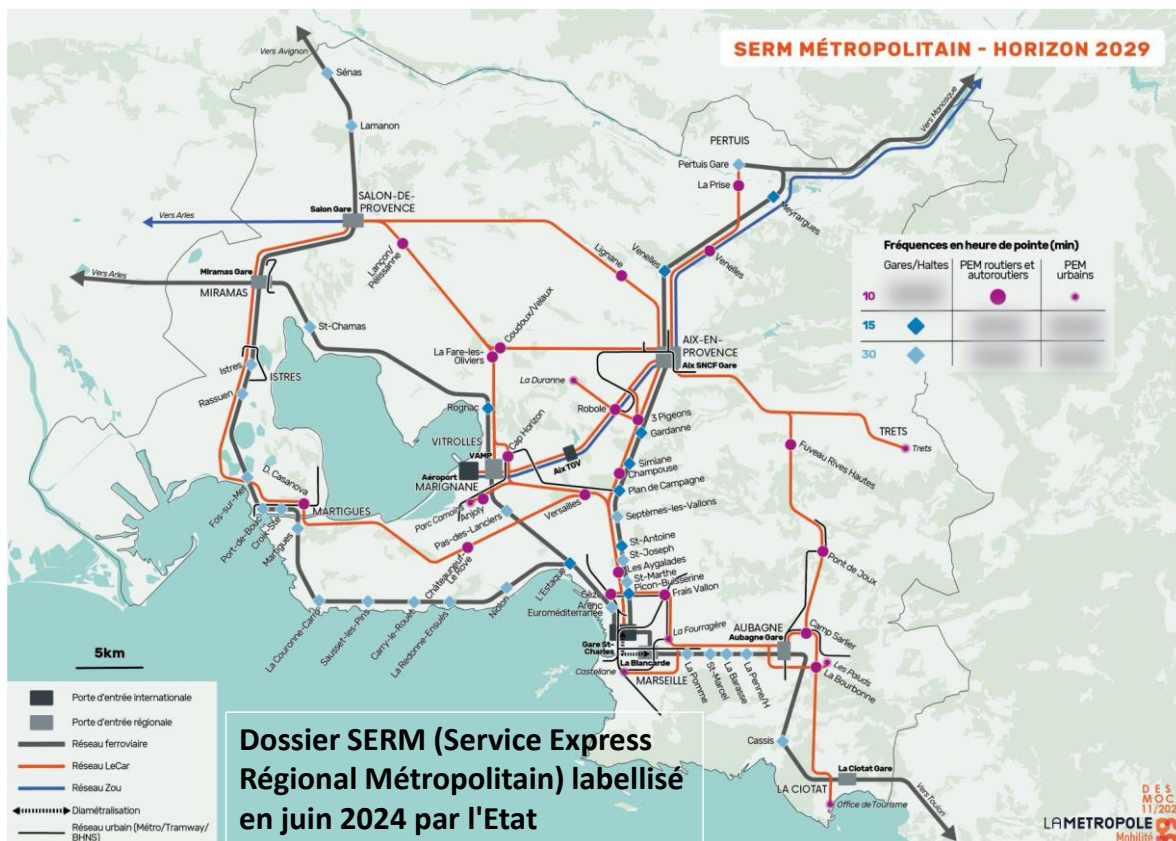 SERM MÉTROPOLITAIN - HORIZON 2029
Vers Avignon
Sénas
Lamanon
SALON-DE-
PROVENCE
Salon Gare
Vers Arles
Vers Arles
Miramas Gare
MIRAMAS
St-Chamas
Lançon/
Pélissanne
Lignane
Coudoux/Velaux
La Fare-les-
Oliviers
PERTUIS
Pertuis Gare
La Prise
Meyrargues
Vers Manosque
Venelles
Venelles
AIX-EN-
PROVENCE
Aix SNCF Gare
Fréquences en heure de pointe (min)
Gares/Haltes
PEM routiers et
autoroutiers
PEM
urbains
10
15
30
Istres
ISTRES
Rassuen
Rognac
VITROLLES
VAMP
Cap Horizon
Aéroport
MARIGNANE
La Duranne
Robole
3 Pigeons
Gardanne
Aix TGV
Simiane
Champouse
Plan de Campagne
Septèmes-les-Vallons
TRETS
Trets
Fuveau Rives Hautes
Fos-sur-Mer
D. Casanova
MARTIGUES
Port-de-Bouc
Croix-Ste
Martigues
Parc Camoin
Anjoly
Pas-des-Lanciers
Versailles
Châteauneuf-
Le Rove
St-Antoine
St-Joseph
Les Aygalades
St-Marthe
Picon-Busserine
Frais Vallon
Gèze
Arenc
Euroméditerranée
L'Estaque
Niolon
La Redonne-Ensuès
Carry-le-Rouet
Sausset-les-Pins
La Couronne-Carro
Pont de Joux
La Fourragère
Gare St-
Charles
La Blancarde
Castellane
MARSEILLE
La Pomme
St-Marcel
La Barasse
La Penne/H
AUBAGNE
Aubagne Gare
Camp Sarlier
Les Paluds
La Bourbonne
Cassis
La Ciotat Gare
LA CIOTAT
Office de Tourisme
Vers Toulon
5km
Porte d'entrée internationale
Porte d'entrée régionale
Réseau ferroviaire
Réseau LeCar
Réseau Zou
Diamétralisation
Réseau urbain (Métro/Tramway/
BHNS)
Dossier SERM (Service Express
Régional Métropolitain) labellisé
en juin 2024 par l'Etat
DES
MOC
11/202
LAMETROPOLE
Mobilité